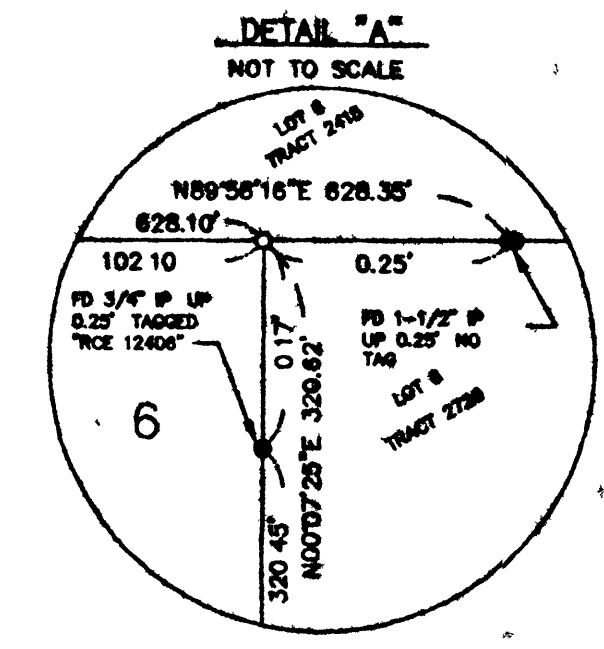 DETAIL "A"
NOT TO SCALE
LOT 8
TRACT 2418
N89°58'16"E 628.35'
628.10'
102 10
0.25'
FD 3/4" IP UP
0.25' TAGGED
"RCE 12406"
FD 1-1/2" IP
UP 0.25' NO
TAG
0 17'
N00°07'25"E 320.62'
320 45'
6
LOT 8
TRACT